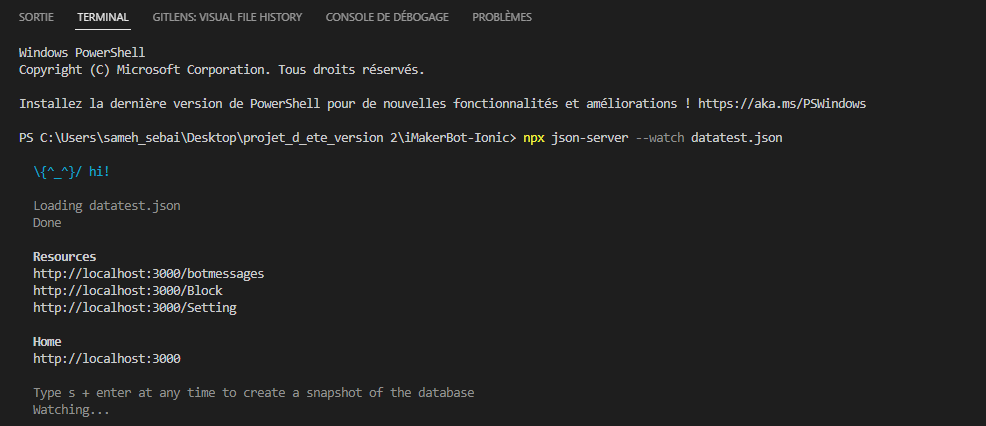 SORTIE TERMINAL GITLENS: VISUAL FILE HISTORY CONSOLE DE DÉBOGAGE PROBLÈMES
Windows PowerShell
Copyright (C) Microsoft Corporation. Tous droits réservés.
Installez la dernière version de PowerShell pour de nouvelles fonctionnalités et améliorations ! https://aka.ms/PSWindows
PS C:\Users\sameh_sebai\Desktop\projet_d_ete_version 2\iMakerBot-Ionic> npx json-server --watch datatest.json
\{^_^}/ hi!
Loading datatest.json
Done
Resources
http://localhost:3000/botmessages
http://localhost:3000/Block
http://localhost:3000/Setting
Home
http://localhost:3000
Type s + enter at any time to create a snapshot of the database
Watching...